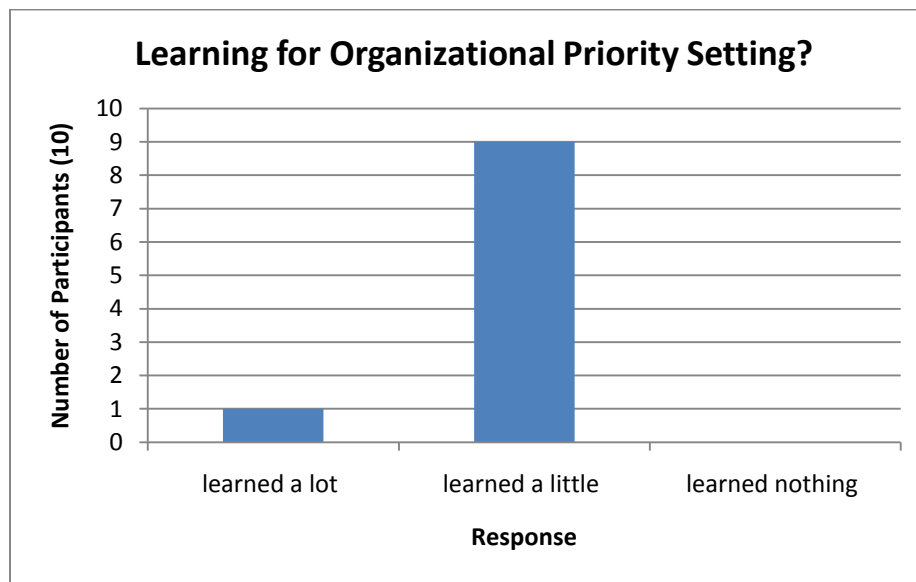 Learning for Organizational Priority Setting?
Number of Participants (10)
10
9
8
7
6
5
4
3
2
1
0
learned a lot
learned a little
learned nothing
Response